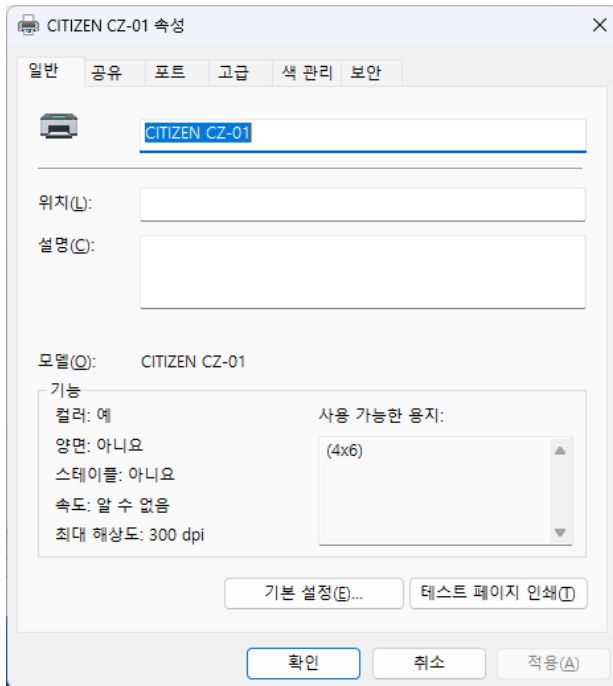 CITIZEN CZ-01 속성
일반 공유 포트 고급 색 관리 보안
CITIZEN CZ-01
위치(L):
설명(C):
모델(O): CITIZEN CZ-01
기능
컬러: 예
양면: 아니요
스테이플: 아니요
속도: 알 수 없음
최대 해상도: 300 dpi
사용 가능한 용지:
(4x6)
기본 설정(E)... 테스트 페이지 인쇄(T)
확인 취소 적용(A)